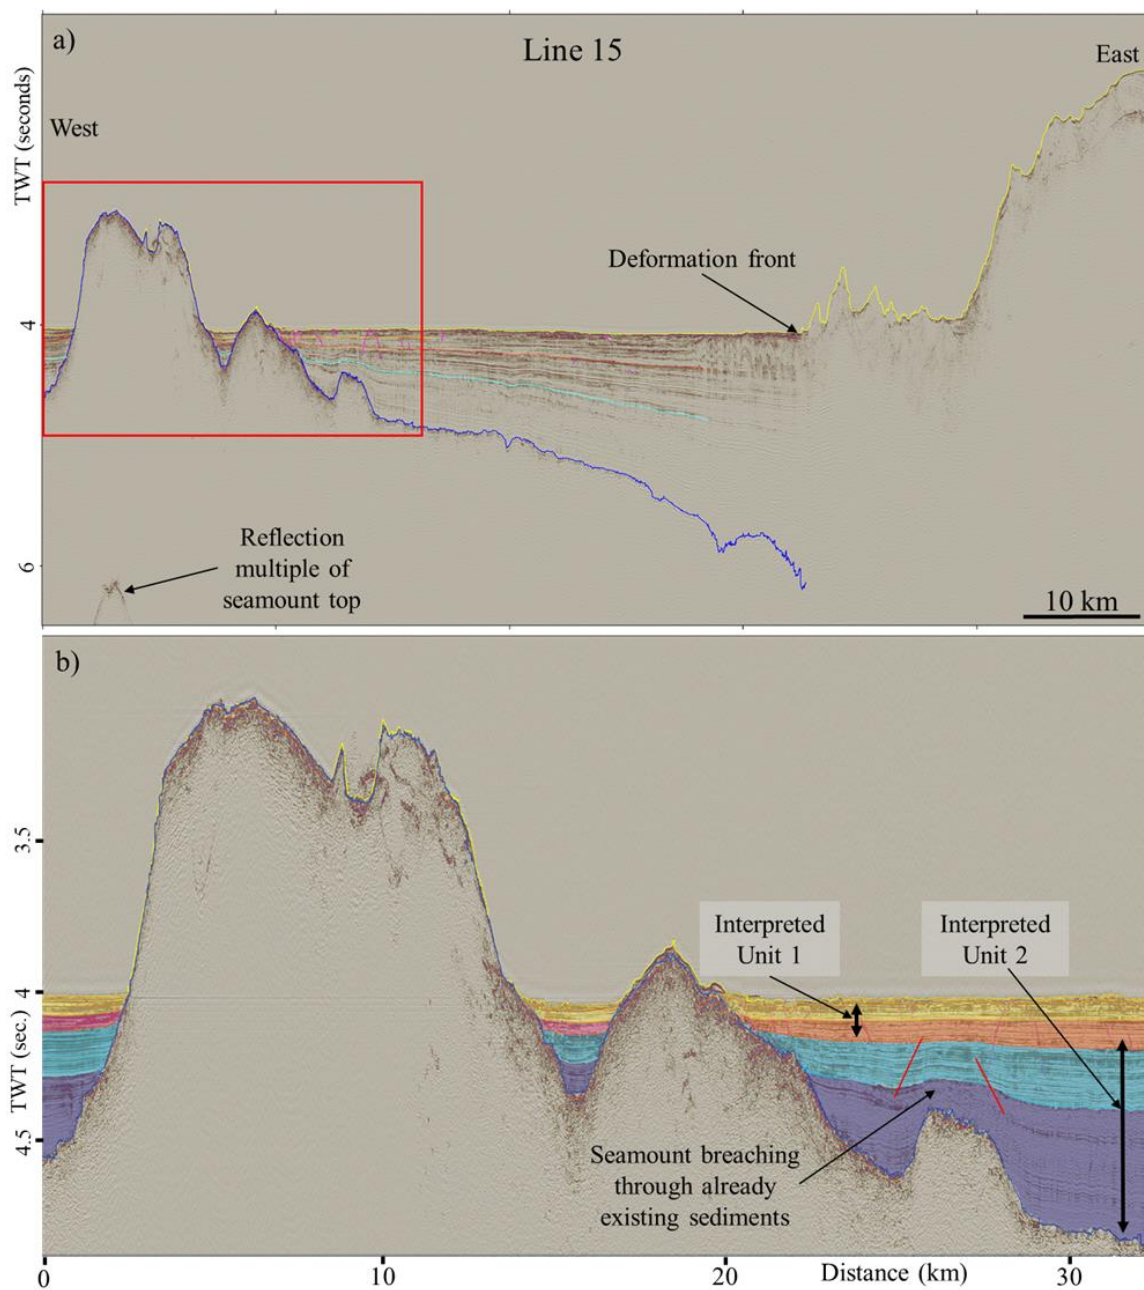 a)
Line 15
East
West
TWT (seconds)
Deformation front
4
6
Reflection
multiple of
seamount top
10 km
b)
3.5
4
4.5
TWT (sec.)
Interpreted
Unit 1
Interpreted
Unit 2
Seamount breaching
through already
existing sediments
0
10
20
Distance (km)
30